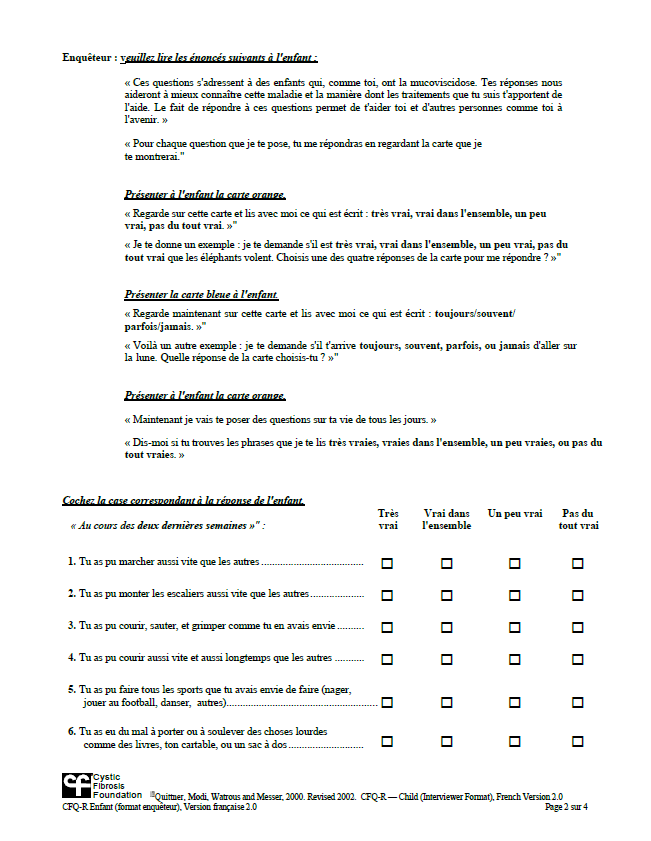 Enquêteur : veuillez lire les énoncés suivants à l'enfant :
« Ces questions s'adressent à des enfants qui, comme toi, ont la mucoviscidose. Tes réponses nous
aideront à mieux connaître cette maladie et la manière dont les traitements que tu suis t'apportent de
l'aide. Le fait de répondre à ces questions permet de t'aider toi et d'autres personnes comme toi à
l'avenir. »
« Pour chaque question que je te pose, tu me répondras en regardant la carte que je
te montrerai."
Présenter à l'enfant la carte orange.
« Regarde sur cette carte et lis avec moi ce qui est écrit : très vrai, vrai dans l'ensemble, un peu
vrai, pas du tout vrai. »"
« Je te donne un exemple : je te demande s'il est très vrai, vrai dans l'ensemble, un peu vrai, pas du
tout vrai que les éléphants volent. Choisis une des quatre réponses de la carte pour me répondre ? »"
Présenter la carte bleue à l'enfant.
« Regarde maintenant sur cette carte et lis avec moi ce qui est écrit : toujours/souvent/
parfois/jamais. »"
« Voilà un autre exemple : je te demande s'il t'arrive toujours, souvent, parfois, ou jamais d'aller sur
la lune. Quelle réponse de la carte choisis-tu ? »"
Présenter à l'enfant la carte orange.
« Maintenant je vais te poser des questions sur ta vie de tous les jours. »
« Dis-moi si tu trouves les phrases que je te lis très vraies, vraies dans l'ensemble, un peu vraies, ou pas du
tout vraies. »
Cochez la case correspondant à la réponse de l'enfant.
Très Vrai dans Un peu vrai Pas du
« Au cours des deux dernières semaines »" : vrai l'ensemble tout vrai
1. Tu as pu marcher aussi vite que les autres ...................................... ☐ ☐ ☐ ☐
2. Tu as pu monter les escaliers aussi vite que les autres.................... ☐ ☐ ☐ ☐
3. Tu as pu courir, sauter, et grimper comme tu en avais envie .......... ☐ ☐ ☐ ☐
4. Tu as pu courir aussi vite et aussi longtemps que les autres ........... ☐ ☐ ☐ ☐
5. Tu as pu faire tous les sports que tu avais envie de faire (nager,
jouer au football, danser, autres)......................................................... ☐ ☐ ☐ ☐
6. Tu as eu du mal à porter ou à soulever des choses lourdes
comme des livres, ton cartable, ou un sac à dos............................ ☐ ☐ ☐ ☐
cff Cystic
Fibrosis
Foundation Quittner, Modi, Watrous and Messer, 2000. Revised 2002. CFQ-R — Child (Interviewer Format), French Version 2.0
CFQ-R Enfant (format enquêteur), Version française 2.0 Page 2 sur 4